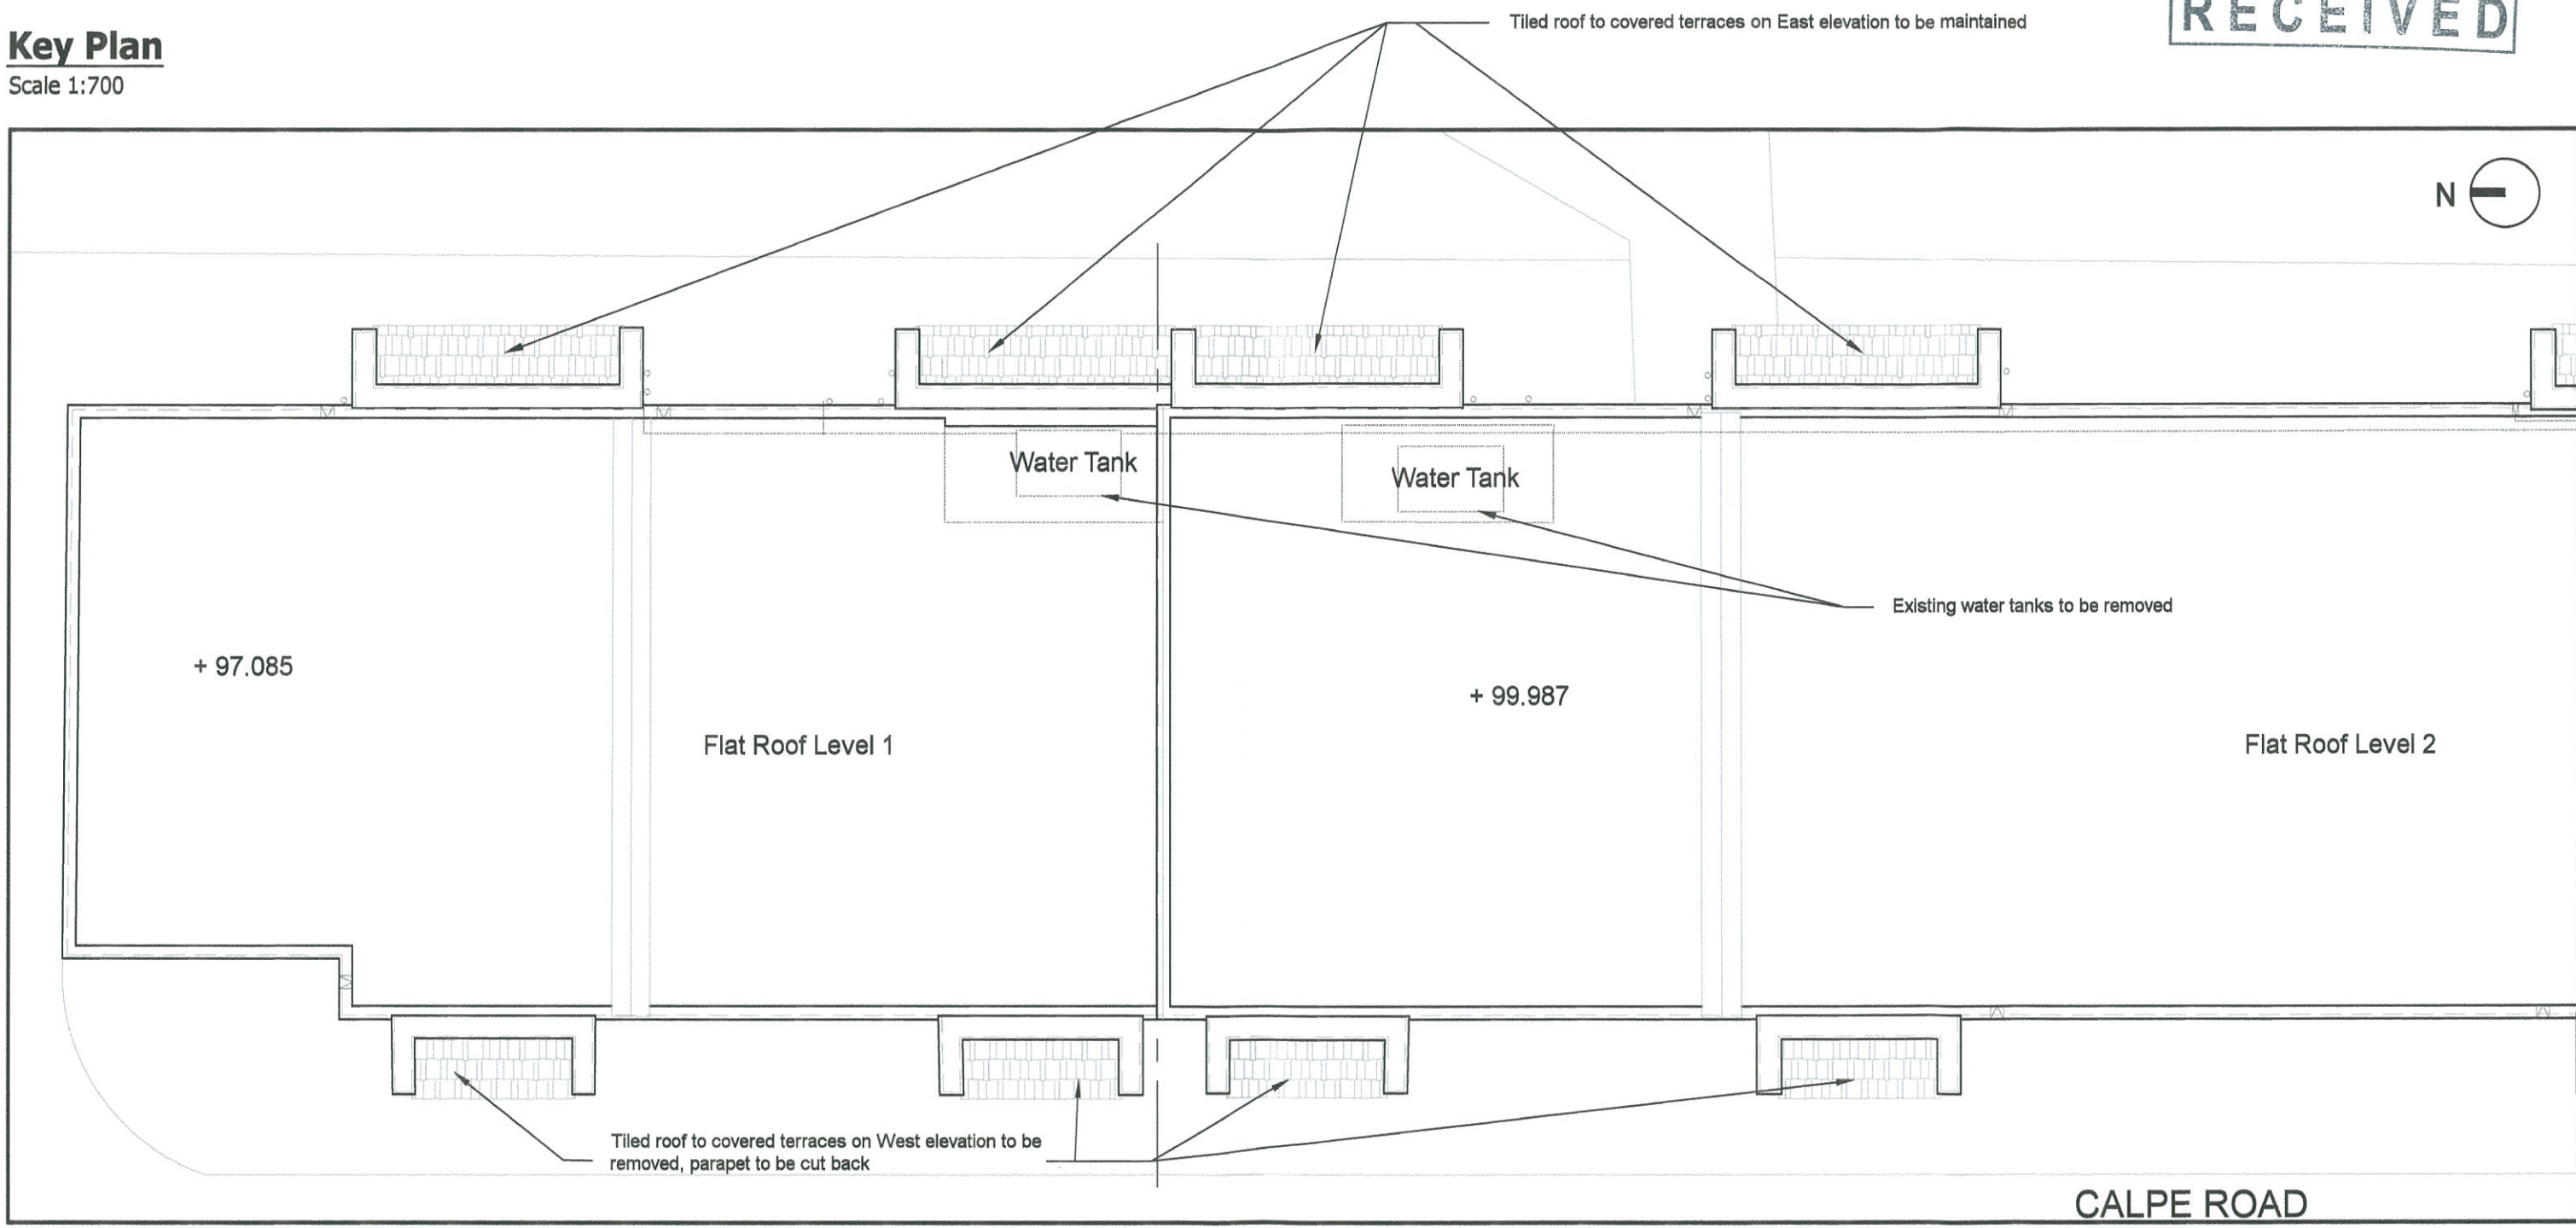 Tiled roof to covered terraces on East elevation to be maintained
RECEIVED
Key Plan
Scale 1:700
N
Water Tank
Water Tank
Existing water tanks to be removed
+ 97.085
+ 99.987
Flat Roof Level 1
Flat Roof Level 2
Tiled roof to covered terraces on West elevation to be
removed, parapet to be cut back
CALPE ROAD